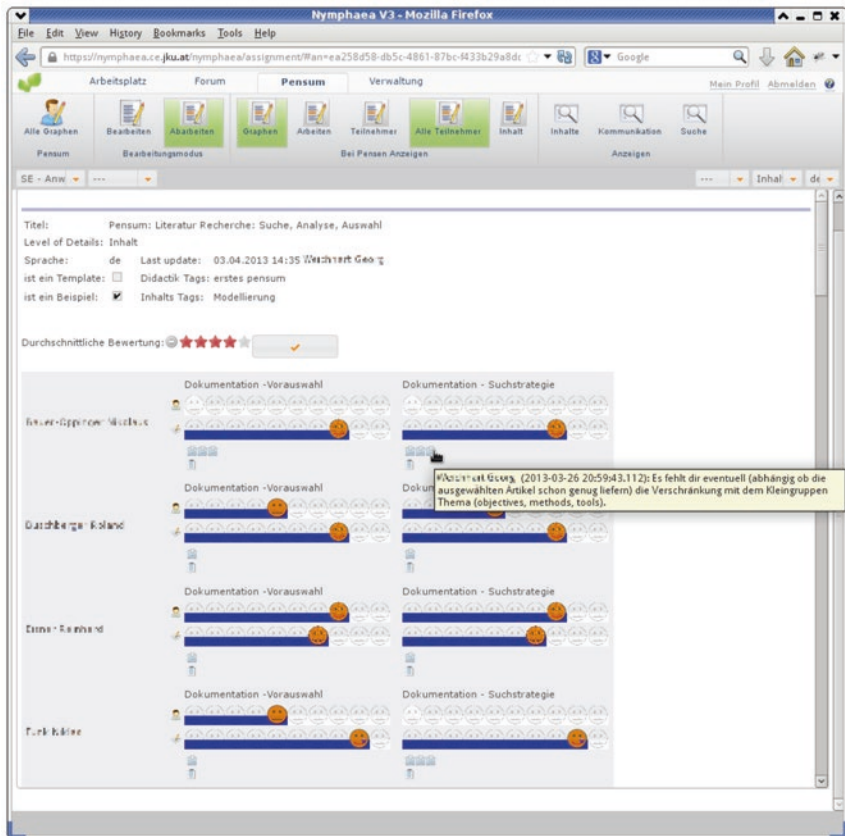 Nymphaea V3 - Mozilla Firefox
File Edit View History Bookmarks Tools Help
https://nymphaea.ce.jku.at/nymphaea/assignment/#an=ea258d58-db5c-4861-87bc-f433b29a8dc Google
Arbeitsplatz Forum Pensum Verwaltung Mein Profil Abmelden
Alle Graphen Bearbeiten Abarbeiten Graphen Arbeiten Teilnehmer Alle Teilnehmer Inhalt Inhalte Kommunikation Suche
Pensum Bearbeitungsmodus Bei Pensen Anzeigen Anzeigen
SE - Anw --- --- Inhal de
Titel: Pensum: Literatur Recherche: Suche, Analyse, Auswahl
Level of Details: Inhalt
Sprache: de Last update: 03.04.2013 14:35
ist ein Template: Didactik Tags: erstes pensum
ist ein Beispiel: Inhalts Tags: Modellierung
Durchschnittliche Bewertung:
Dokumentation -Vorauswahl Dokumentation - Suchstrategie
(2013-03-26 20:59:43.112): Es fehlt dir eventuell (abhängig ob die
ausgewählten Artikel schon genug liefern) die Verschränkung mit dem Kleingruppen
Thema (objectives, methods, tools).
Dokumentation -Vorauswahl Dokun
Dokumentation -Vorauswahl Dokumentation - Suchstrategie
Dokumentation -Vorauswahl Dokumentation - Suchstrategie